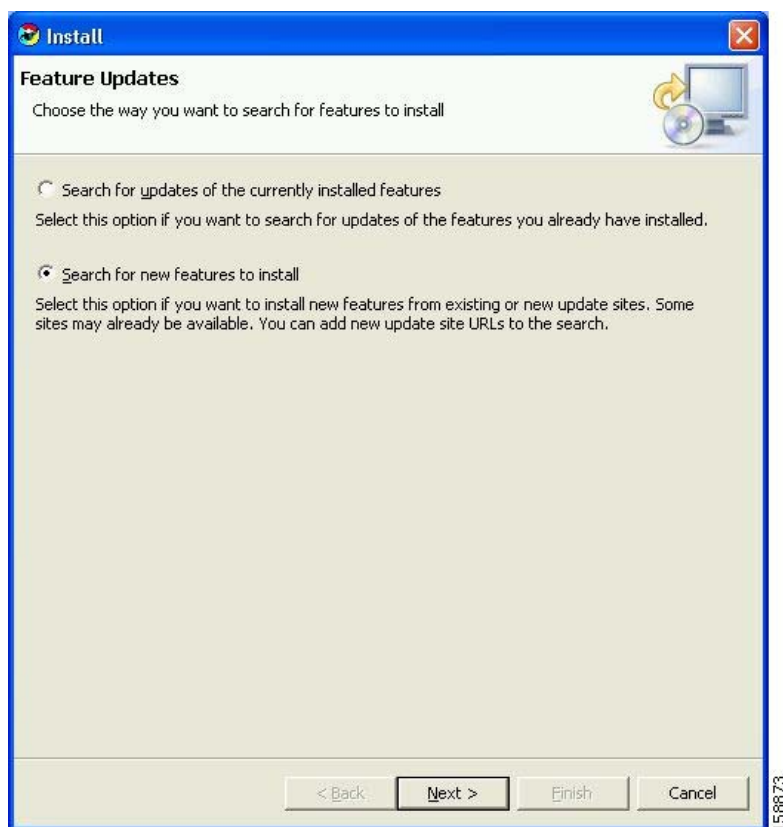 Install
Feature Updates
Choose the way you want to search for features to install
Search for updates of the currently installed features
Select this option if you want to search for updates of the features you already have installed.
Search for new features to install
Select this option if you want to install new features from existing or new update sites. Some
sites may already be available. You can add new update site URLs to the search.
< Back
Next >
Finish
Cancel
58873